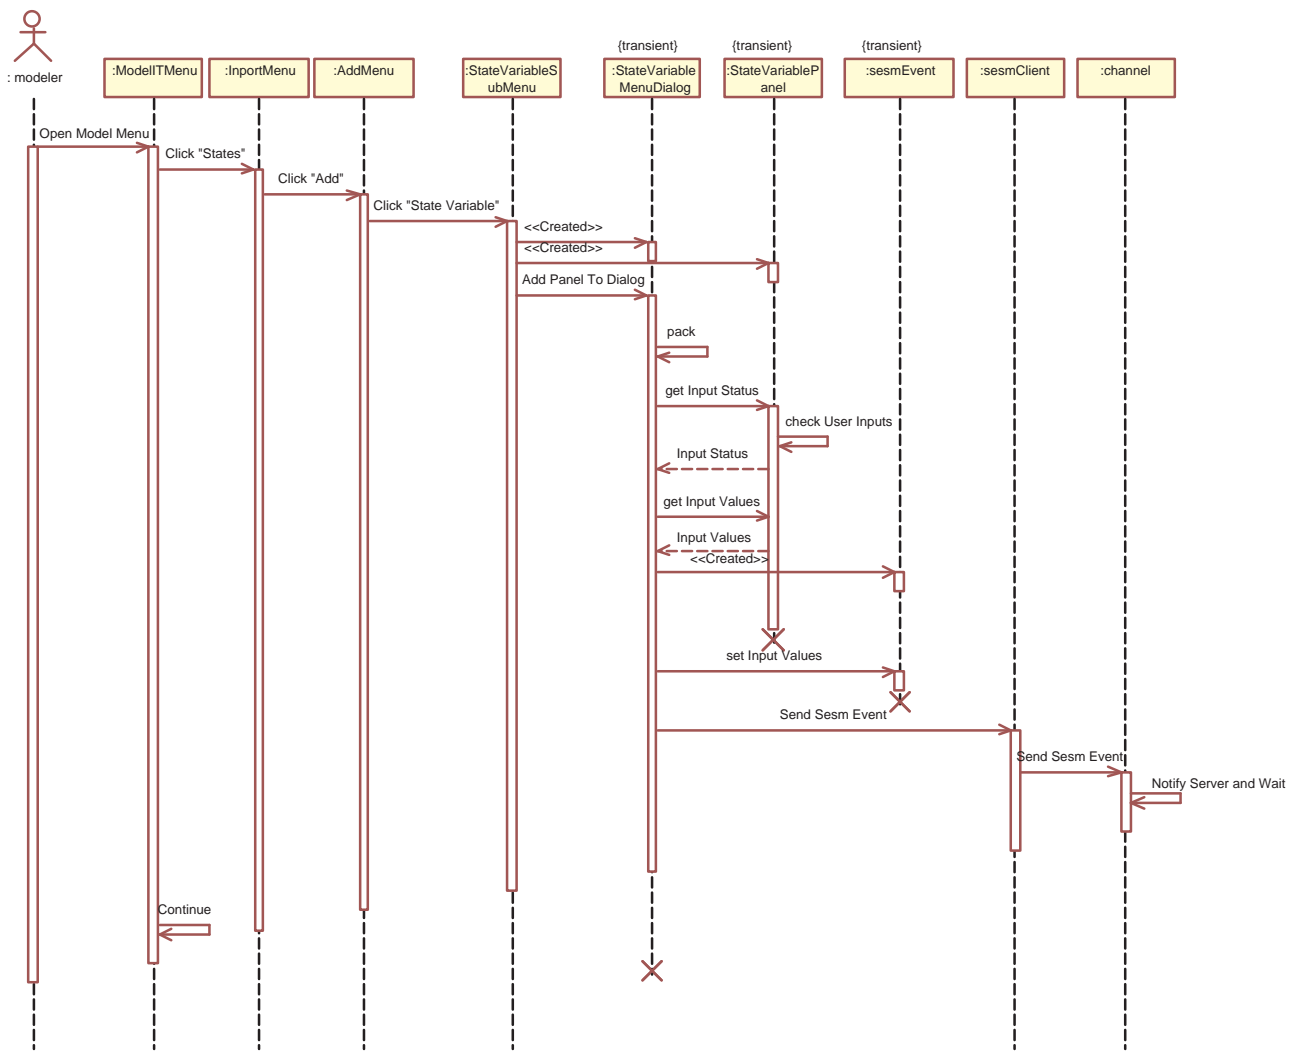 {transient}
{transient}
{transient}
: modeler
:ModelITMenu
:InportMenu
:AddMenu
:StateVariableS
ubMenu
:StateVariable
MenuDialog
:StateVariableP
anel
:sesmEvent
:sesmClient
:channel
Open Model Menu
Click "States"
Click "Add"
Click "State Variable"
<<Created>>
<<Created>>
Add Panel To Dialog
pack
get Input Status
check User Inputs
Input Status
get Input Values
Input Values
<<Created>>
set Input Values
Send Sesm Event
Send Sesm Event
Notify Server and Wait
Continue